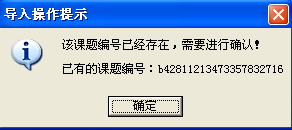 导入操作提示
该课题编号已经存在，需要进行确认！
已有的课题编号：b42811213473357832716
确定